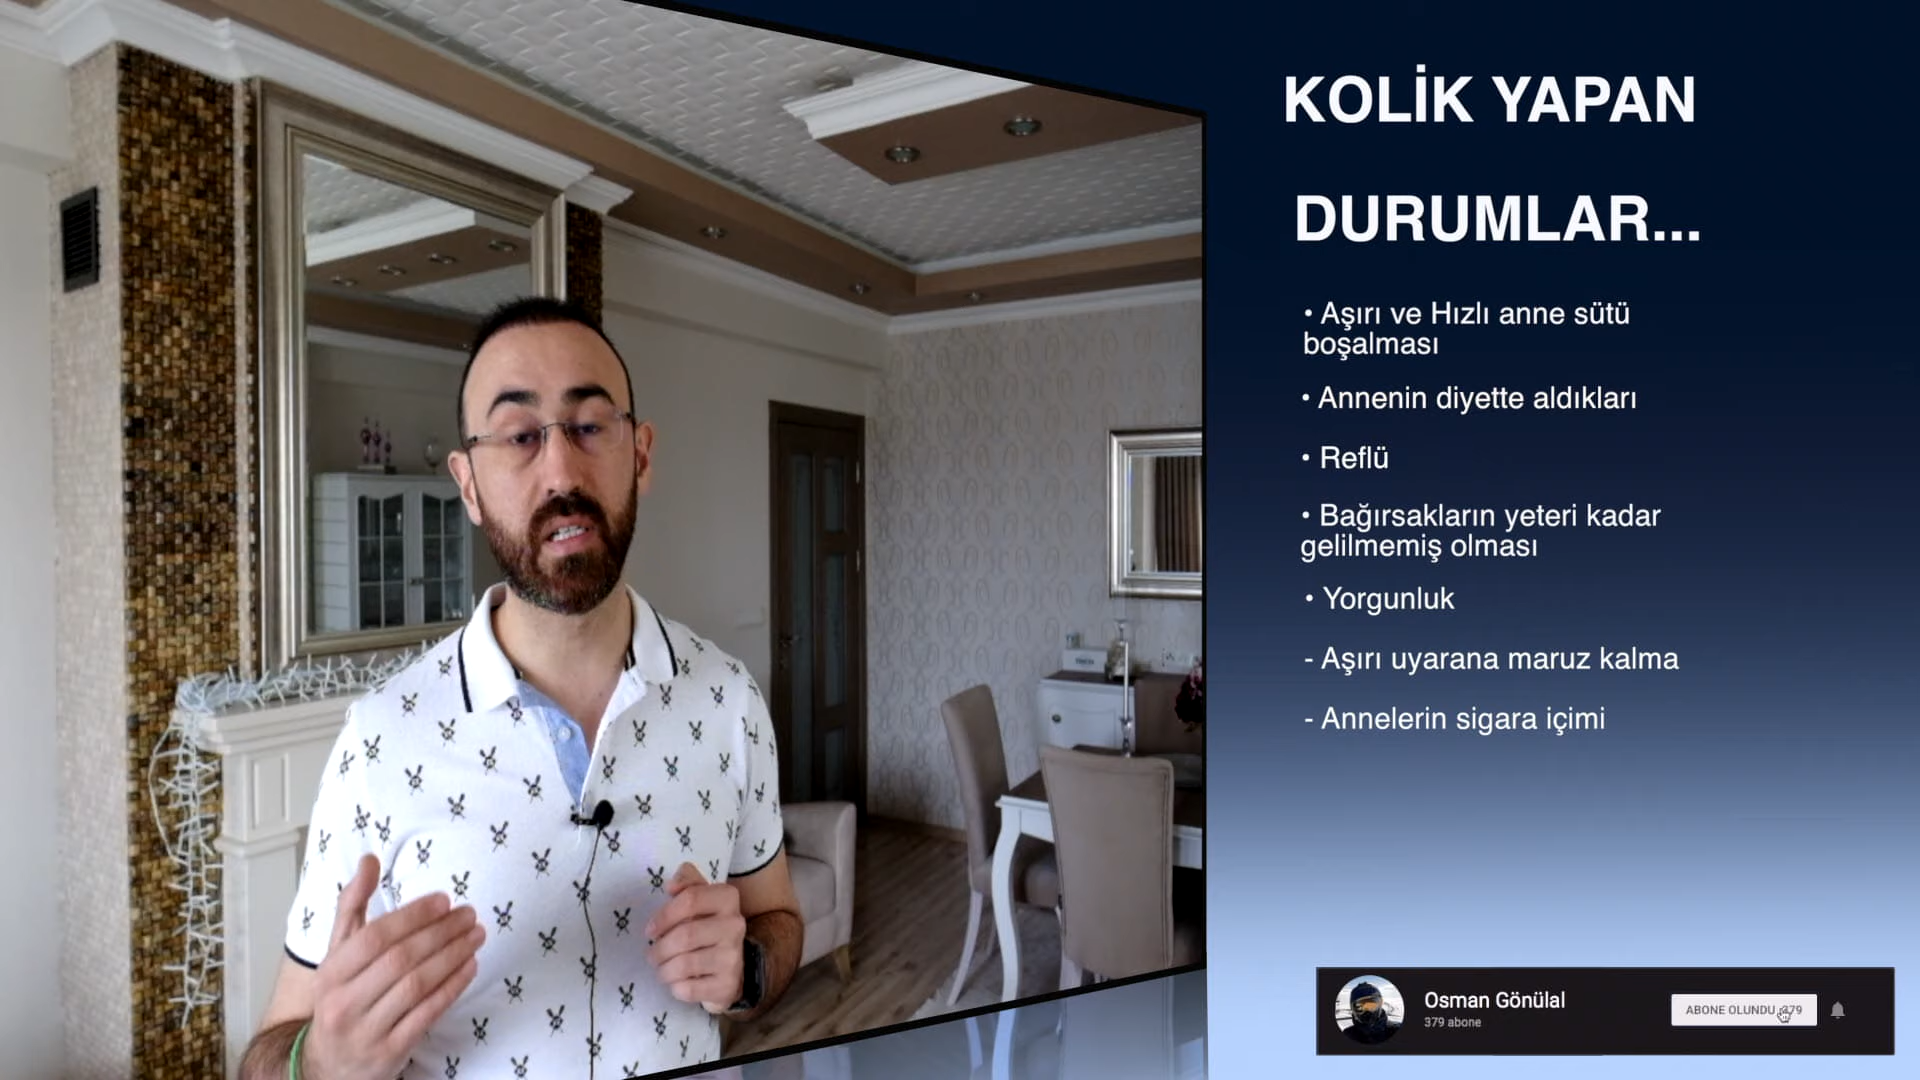 KOLİK YAPAN
DURUMLAR...
• Aşırı ve Hızlı anne sütü
boşalması
• Annenin diyette aldıkları
• Reflü
• Bağırsakların yeteri kadar
gelilmemiş olması
• Yorgunluk
- Aşırı uyarana maruz kalma
- Annelerin sigara içimi
Osman Gönülal
379 abone
ABONE OLUNDU 379